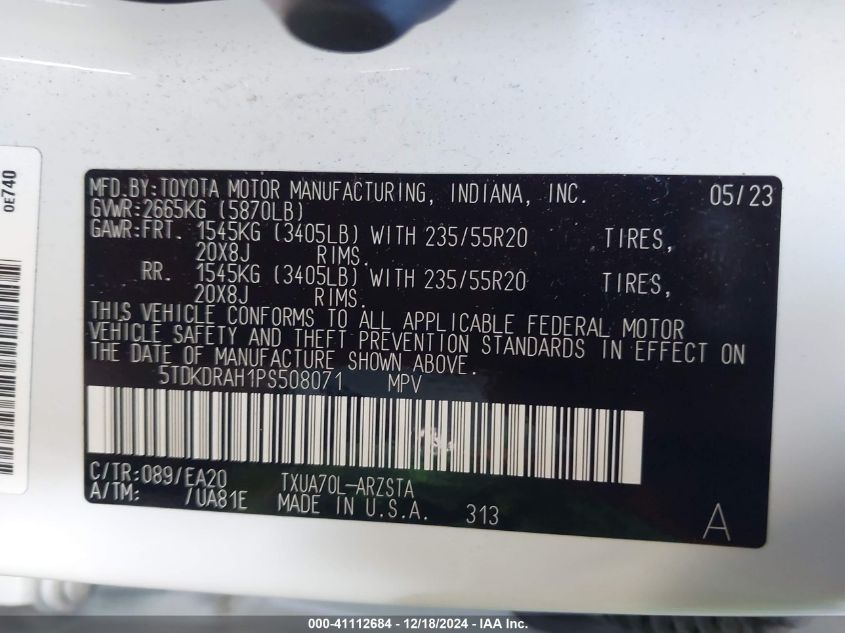 0E740
MFD.BY:TOYOTA MOTOR MANUFACTURING, INDIANA, INC. 05/23
GVWR:2665KG (5870LB)
GAWR:FRT. 1545KG (3405LB) WITH 235/55R20 TIRES,
20X8J RIMS.
RR. 1545KG (3405LB) WITH 235/55R20 TIRES,
20X8J RIMS.
THIS VEHICLE CONFORMS TO ALL APPLICABLE FEDERAL MOTOR
VEHICLE SAFETY AND THEFT PREVENTION STANDARDS IN EFFECT ON
THE DATE OF MANUFACTURE SHOWN ABOVE.
5TDKDRAH1PS508071 MPV
C/TR:089/EA20 TXUA70L-ARZSTA
A/TM: /UA81E MADE IN U.S.A. 313 A
000-41112684 - 12/18/2024 - IAA Inc.